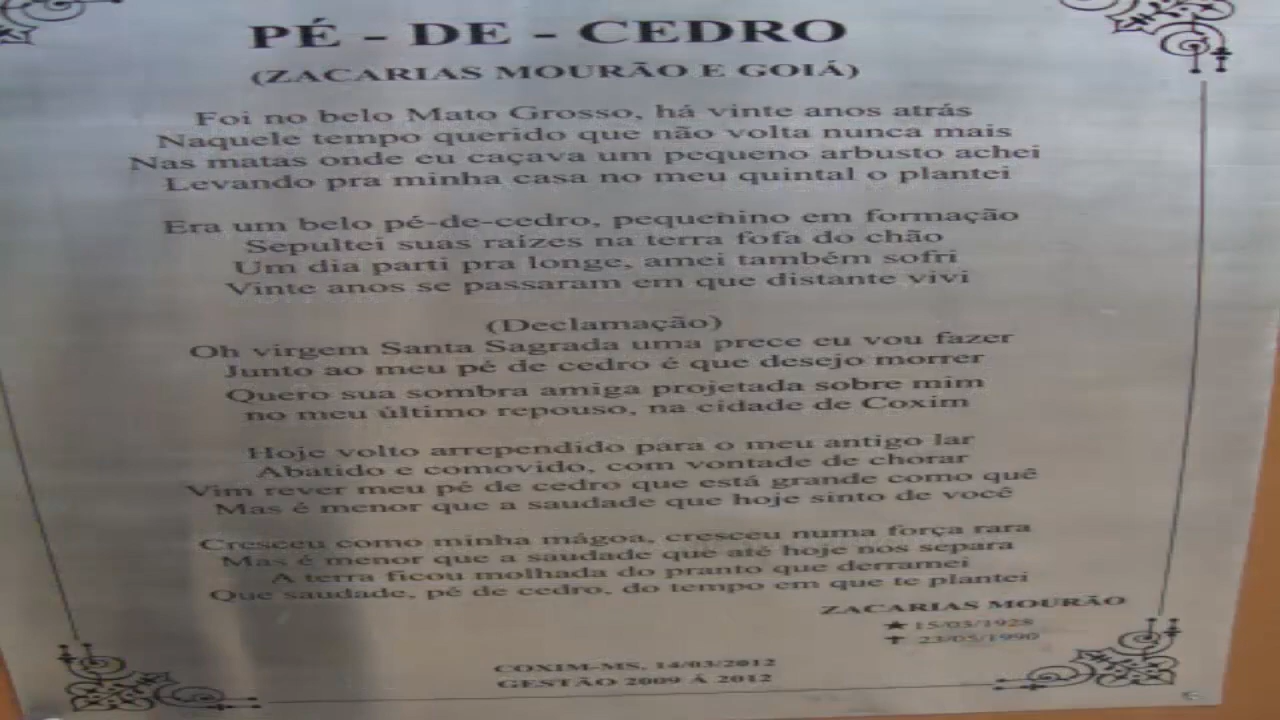 PÉ - DE - CEDRO
(ZACARIAS MOURÃO E GOIÁ)
Foi no belo Mato Grosso, há vinte anos atrás
Naquele tempo querido que não volta nunca mais
Nas matas onde eu caçava um pequeno arbusto achei
Levando pra minha casa no meu quintal o plantei
Era um belo pé-de-cedro, pequenino em formação
Sepultei suas raizes na terra fofa do chão
Um dia parti pra longe, amei também sofri
Vinte anos se passaram em que distante vivi
(Declamação)
Oh virgem Santa Sagrada uma prece eu vou fazer
Junto ao meu pé de cedro é que desejo morrer
Quero sua sombra amiga projetada sobre mim
no meu último repouso, na cidade de Coxim
Hoje volto arrependido para o meu antigo lar
Abatido e comovido, com vontade de chorar
Vim rever meu pé de cedro que está grande como quê
Mas é menor que a saudade que hoje sinto de você
Cresceu como minha mágoa, cresceu numa força rara
Mas é menor que a saudade que até hoje nos separa
A terra ficou molhada do pranto que derramei
Que saudade, pé de cedro, do tempo em que te plantei
ZACARIAS MOURÃO
★ 15/03/1928
✝ 23/05/1990
COXIM-MS, 14/03/2012
GESTÃO 2009 Á 2012